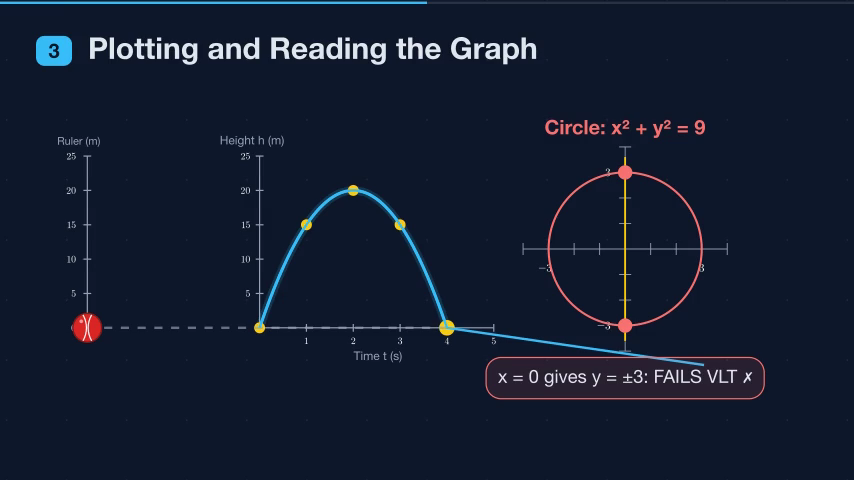 3 Plotting and Reading the Graph
Circle: x² + y² = 9
Ruler (m)
25
20
15
10
5
Height h (m)
25
20
15
10
5
1 2 3 4 5
Time t (s)
3
−3 3
−3
x = 0 gives y = ±3: FAILS VLT ✗